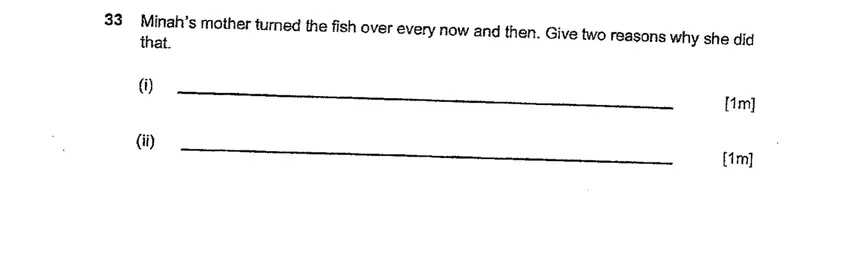 33 Minah's mother turned the fish over every now and then. Give two reasons why she did
that.
(i) [1m]
(ii) [1m]